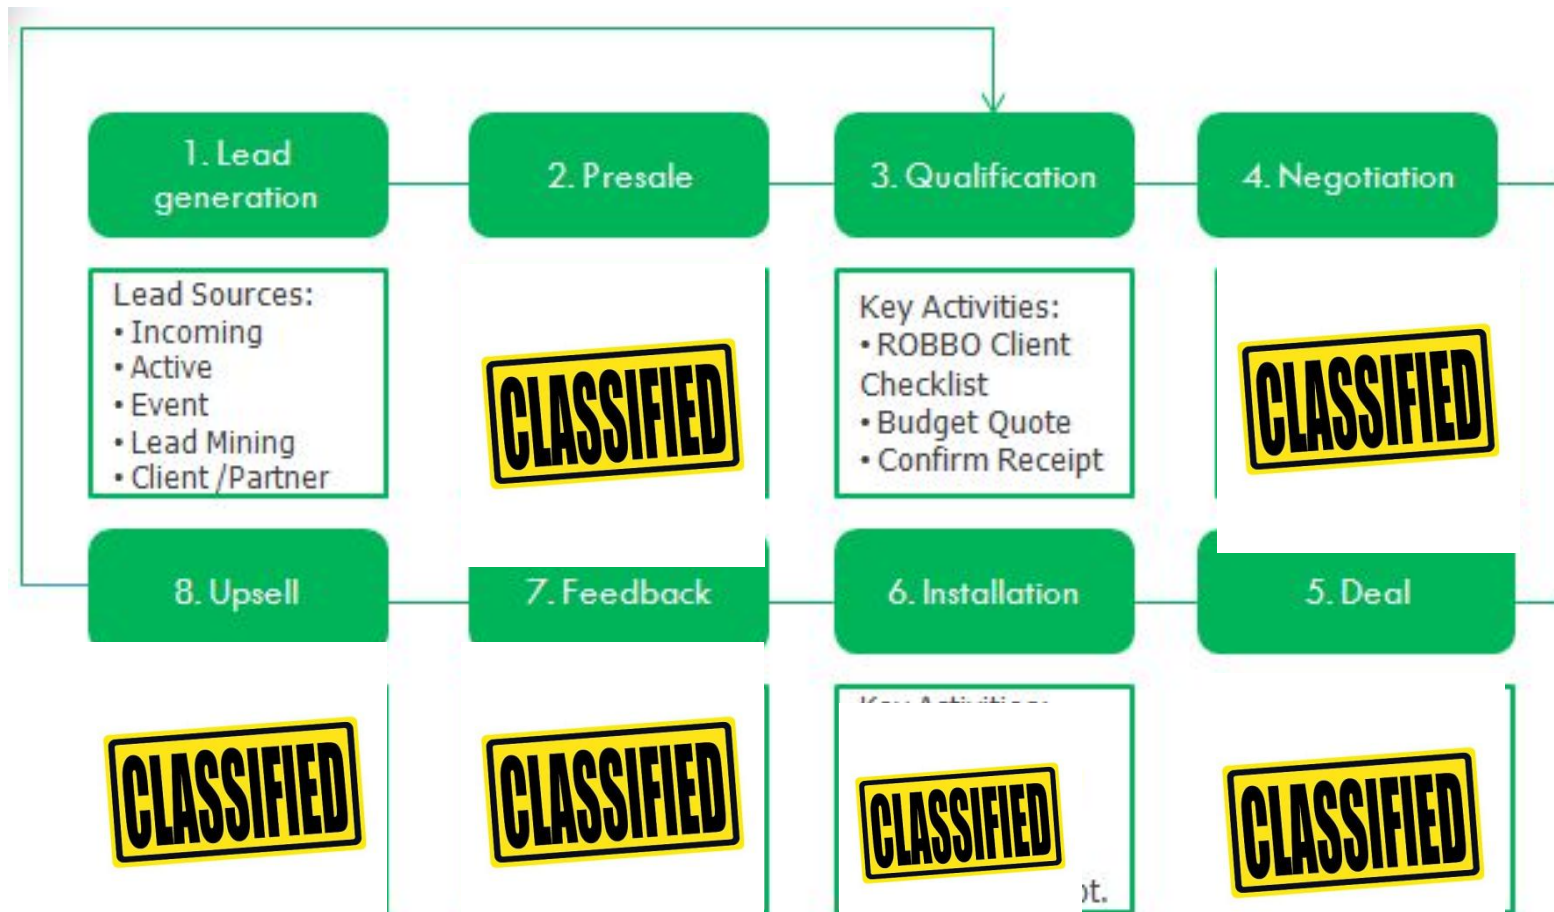 1. Lead
generation
2. Presale
3. Qualification
4. Negotiation
Lead Sources:
• Incoming
• Active
• Event
• Lead Mining
• Client /Partner
CLASSIFIED
Key Activities:
• ROBBO Client
Checklist
• Budget Quote
• Confirm Receipt
CLASSIFIED
8. Upsell
7. Feedback
6. Installation
5. Deal
CLASSIFIED
CLASSIFIED
CLASSIFIED
CLASSIFIED